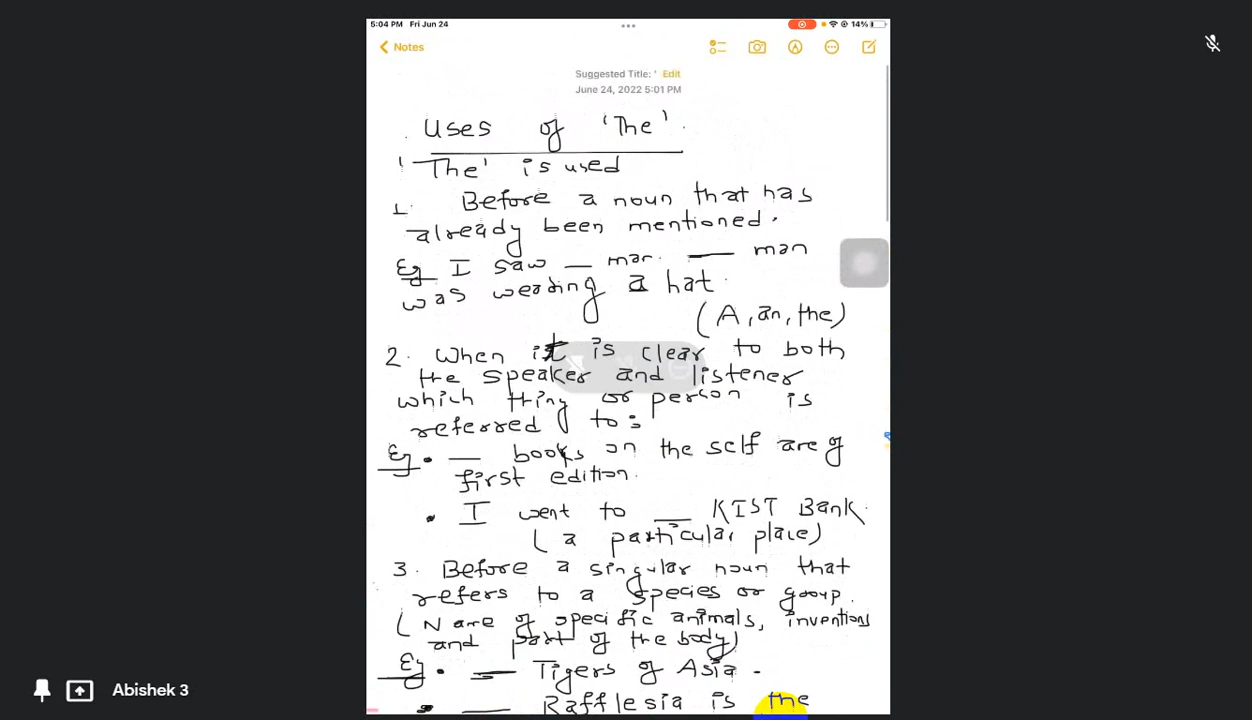 5:04 PM Fri Jun 24
14%
Notes
Suggested Title: ' Edit
June 24, 2022 5:01 PM
Uses of 'The'.
'The' is used
1. Before a noun that has
already been mentioned.
Eg I saw __ man. __ man
was wearing a hat.
(A, an, the)
2. When it is clear to both
the speaker and listener
which thing or person is
referred to:
Eg • __ books on the self are of
first edition.
• I went to __ KIST Bank.
(a particular place)
3. Before a singular noun that
refers to a species or group.
(Name of specific animals, inventions
and part of the body)
Eg • __ Tigers of Asia.
• __ Rafflesia is the
Abishek 3